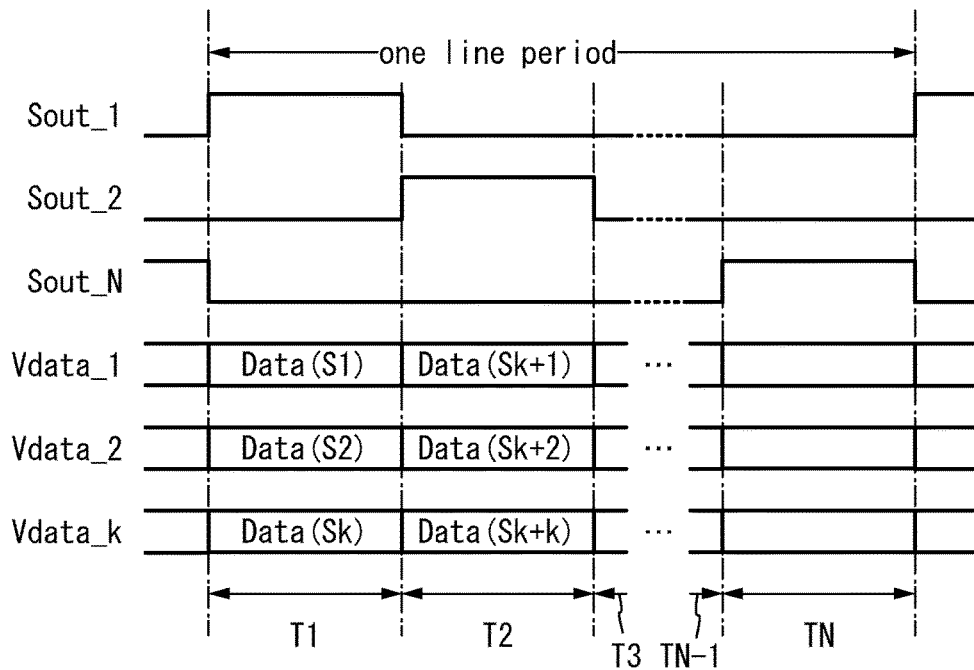 one line period
Sout_1
Sout_2
Sout_N
Vdata_1 Data(S1) Data(Sk+1) ...
Vdata_2 Data(S2) Data(Sk+2) ...
Vdata_k Data(Sk) Data(Sk+k) ...
T1 T2 T3 TN-1 TN